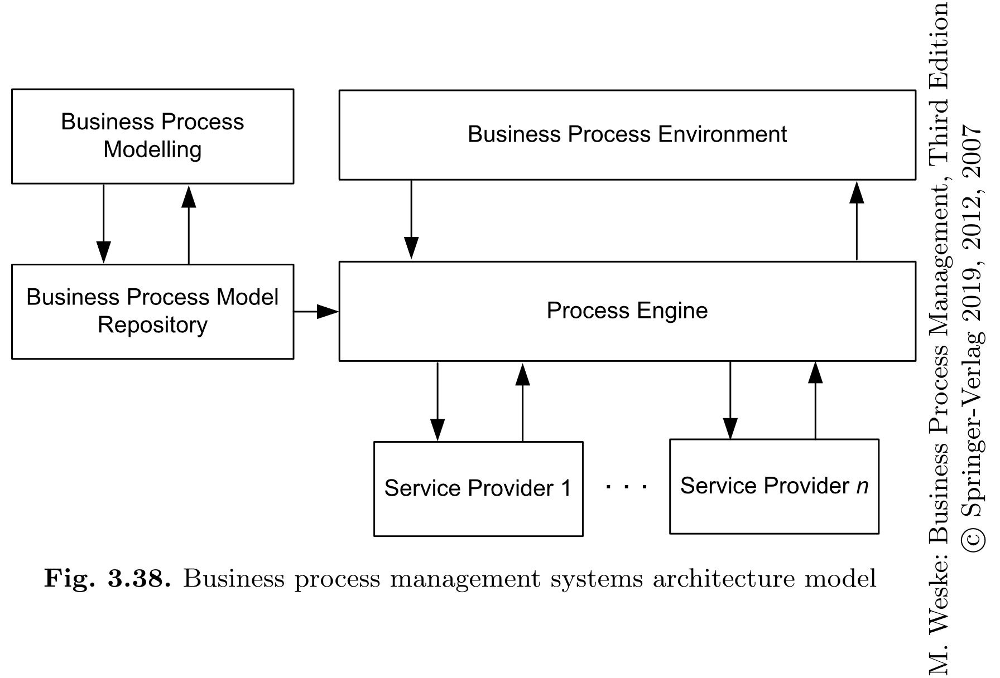 Business Process
Modelling
Business Process Environment
Business Process Model
Repository
Process Engine
Service Provider 1
. . .
Service Provider n
Fig. 3.38. Business process management systems architecture model
M. Weske: Business Process Management, Third Edition
© Springer-Verlag 2019, 2012, 2007